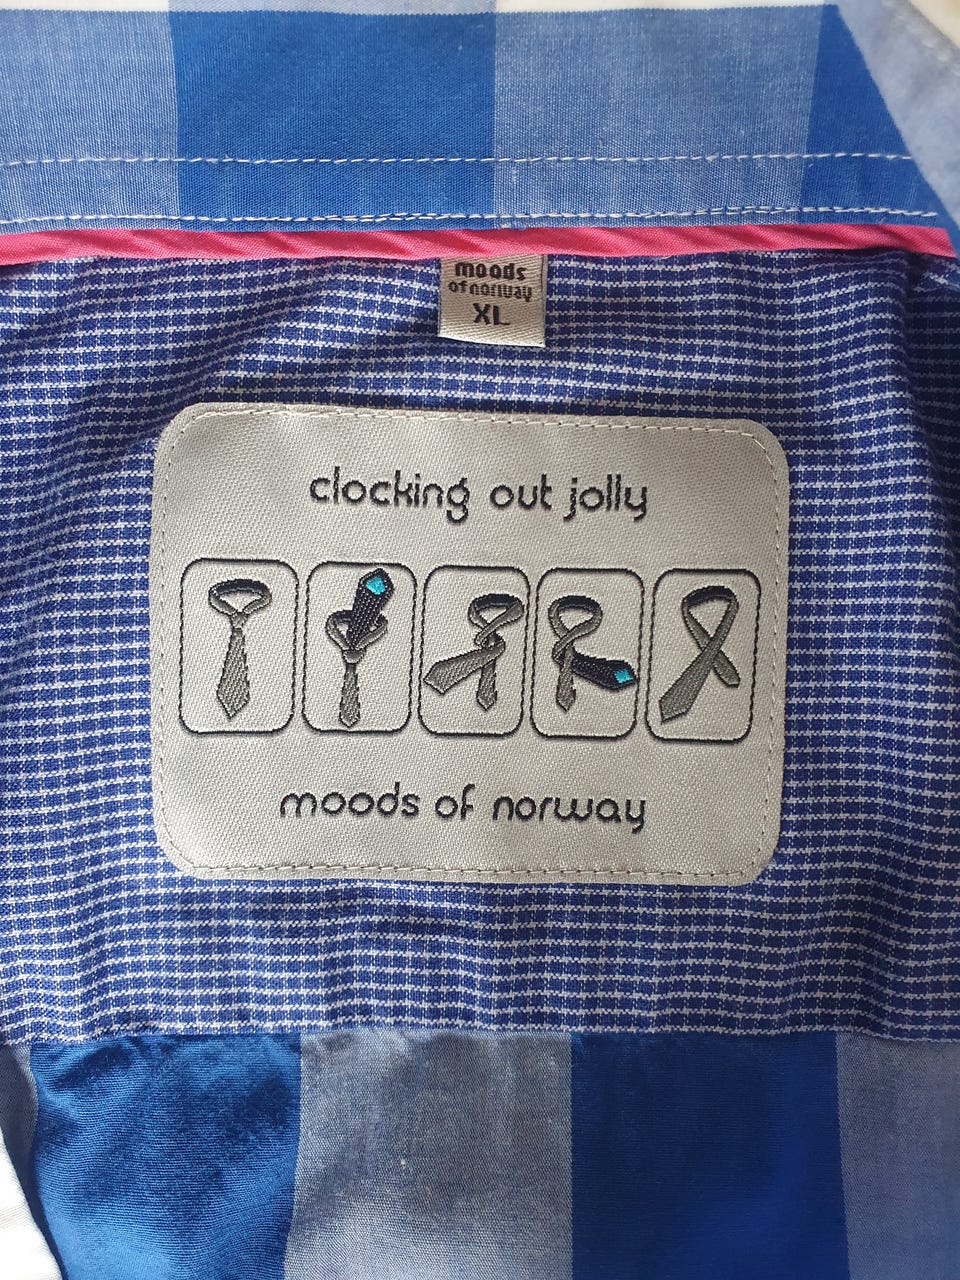 moods
of norway
XL
clocking out jolly
moods of norway